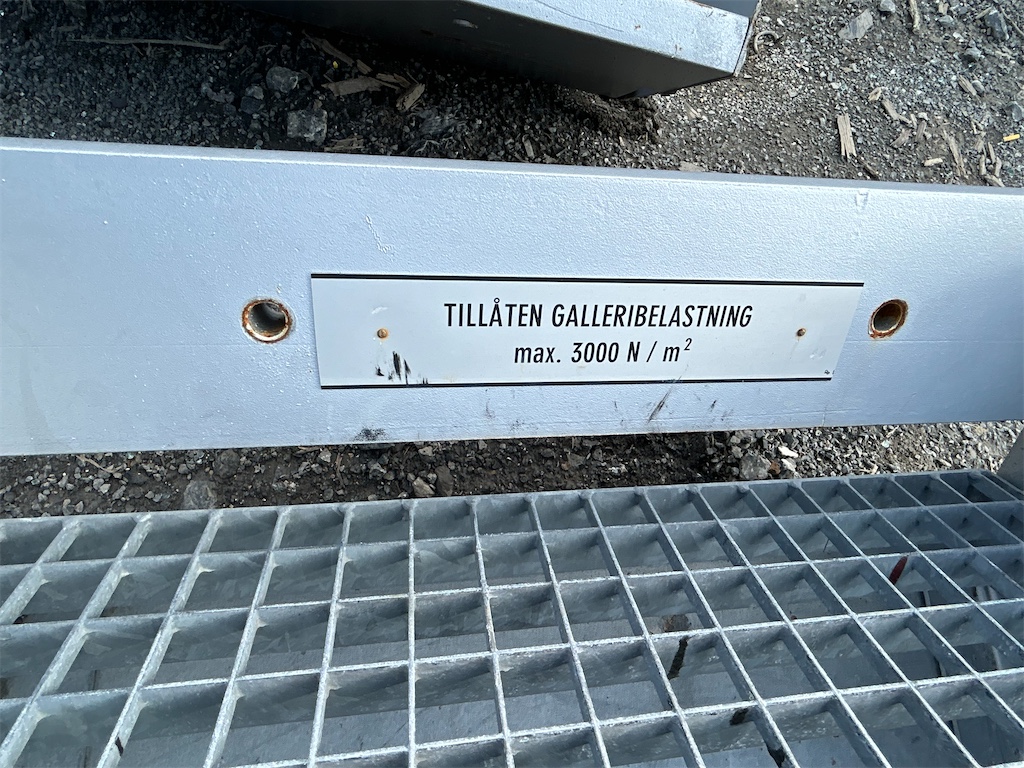 TILLÅTEN GALLERIBELASTNING
max. 3000 N / m²